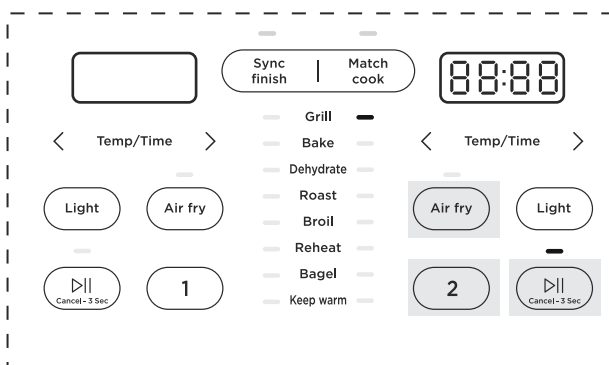 Sync finish
Match cook
88:88
Grill
< Temp/Time >
Bake
< Temp/Time >
Dehydrate
Light
Air fry
Roast
Air fry
Light
Broil
Reheat
Cancel - 3 Sec
1
Bagel
2
Cancel - 3 Sec
Keep warm